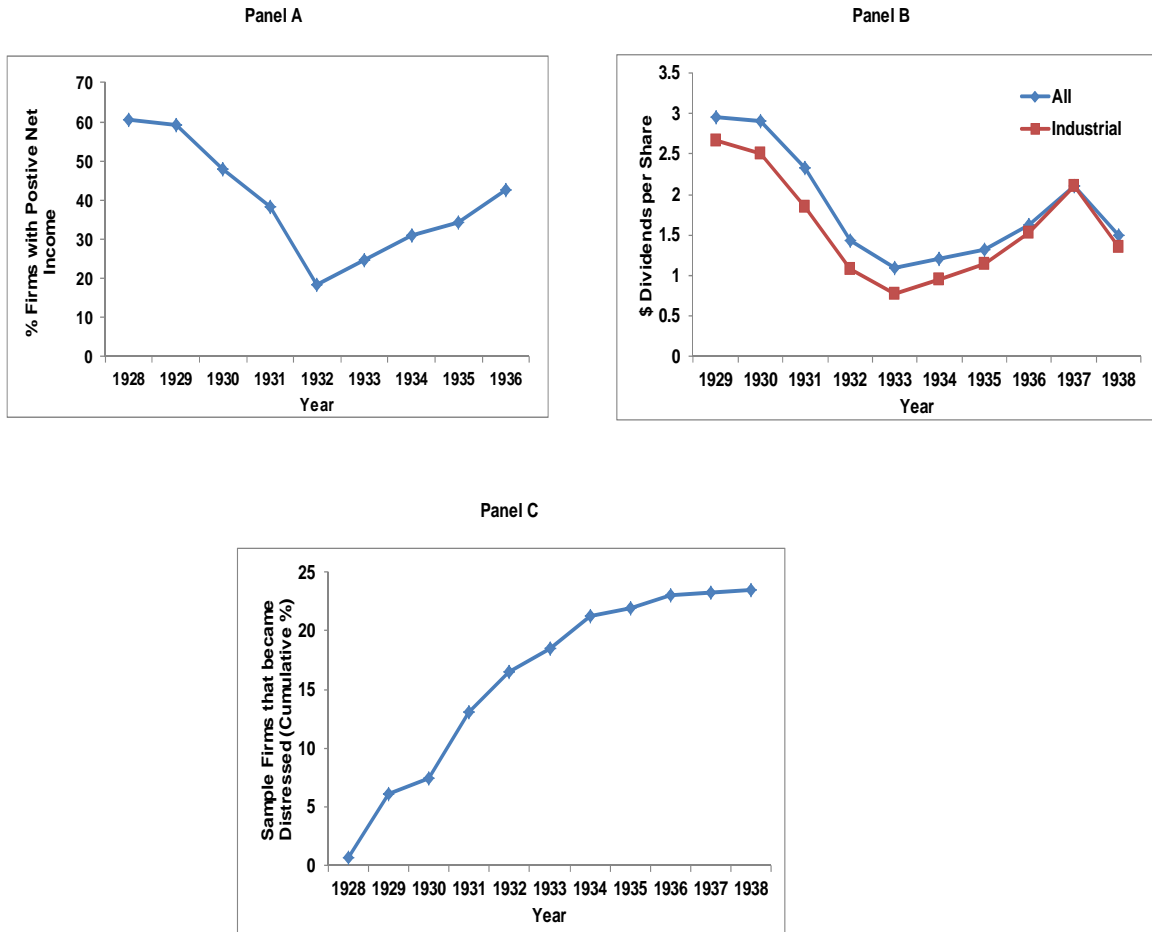 Panel A
% Firms with Postive Net
Income
70
60
50
40
30
20
10
0
1928 1929 1930 1931 1932 1933 1934 1935 1936
Year
Panel B
$ Dividends per Share
3.5
3
2.5
2
1.5
1
0.5
0
All
Industrial
1929 1930 1931 1932 1933 1934 1935 1936 1937 1938
Year
Panel C
Sample Firms that became
Distressed (Cumulative %)
25
20
15
10
5
0
1928 1929 1930 1931 1932 1933 1934 1935 1936 1937 1938
Year